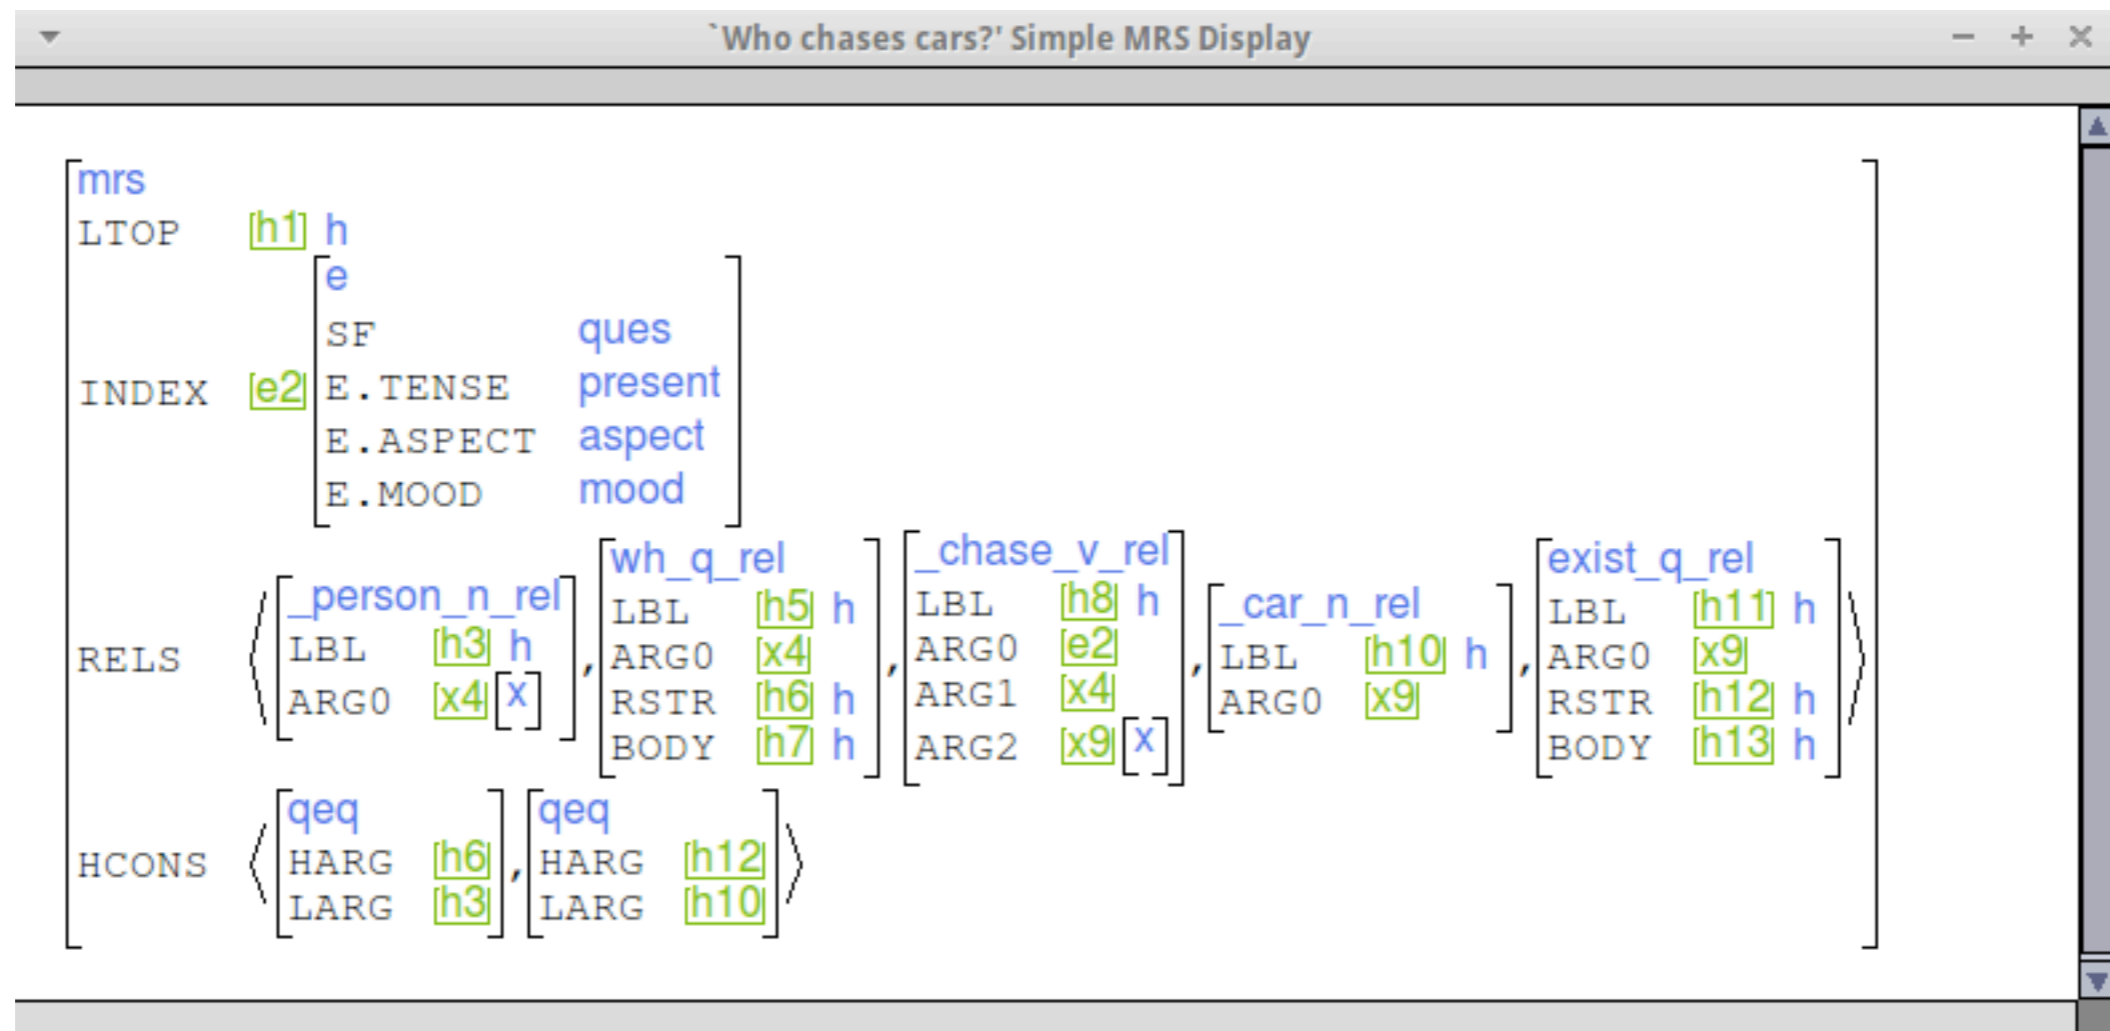 `Who chases cars?' Simple MRS Display
mrs
LTOP h1 h
INDEX e2 e
SF ques
E.TENSE present
E.ASPECT aspect
E.MOOD mood
RELS
_person_n_rel
LBL h3 h
ARG0 x4 x
,
wh_q_rel
LBL h5 h
ARG0 x4
RSTR h6 h
BODY h7 h
,
_chase_v_rel
LBL h8 h
ARG0 e2
ARG1 x4
ARG2 x9 x
,
_car_n_rel
LBL h10 h
ARG0 x9
,
exist_q_rel
LBL h11 h
ARG0 x9
RSTR h12 h
BODY h13 h
HCONS
qeq
HARG h6
LARG h3
,
qeq
HARG h12
LARG h10